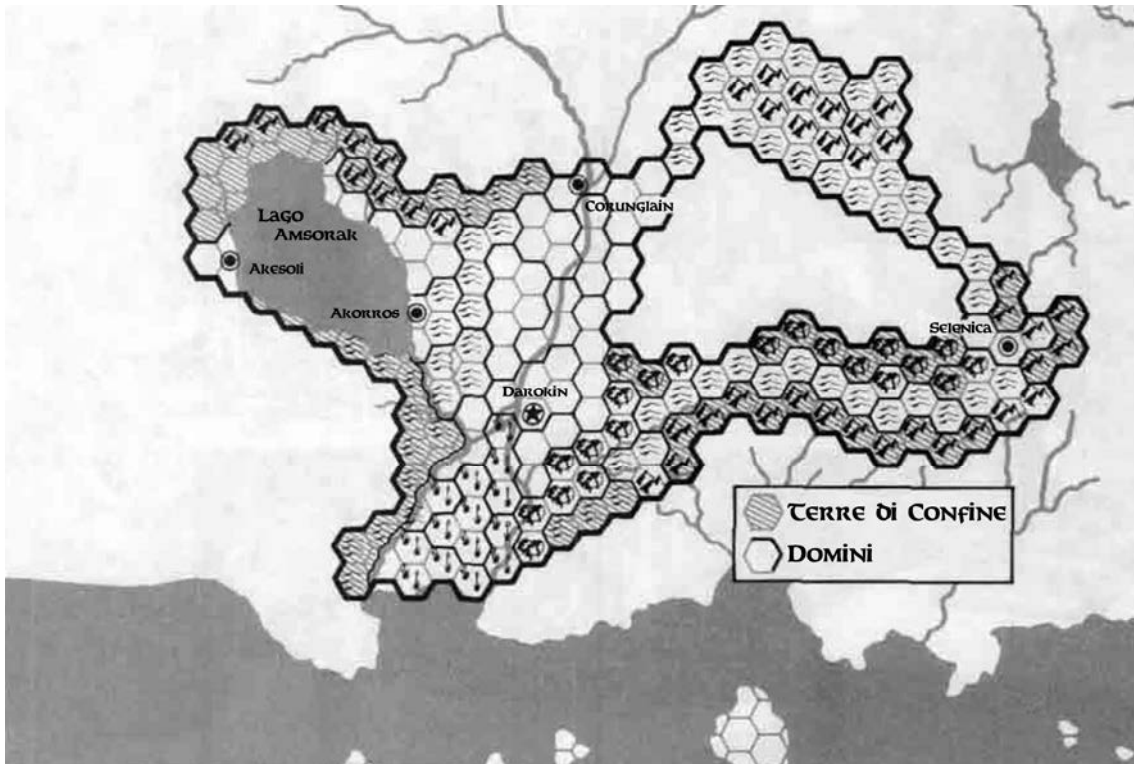 Corunglain
Lago
Amsorak
Akesoli
Akorros
Selenica
Darokin
Terre di Confine
Domini